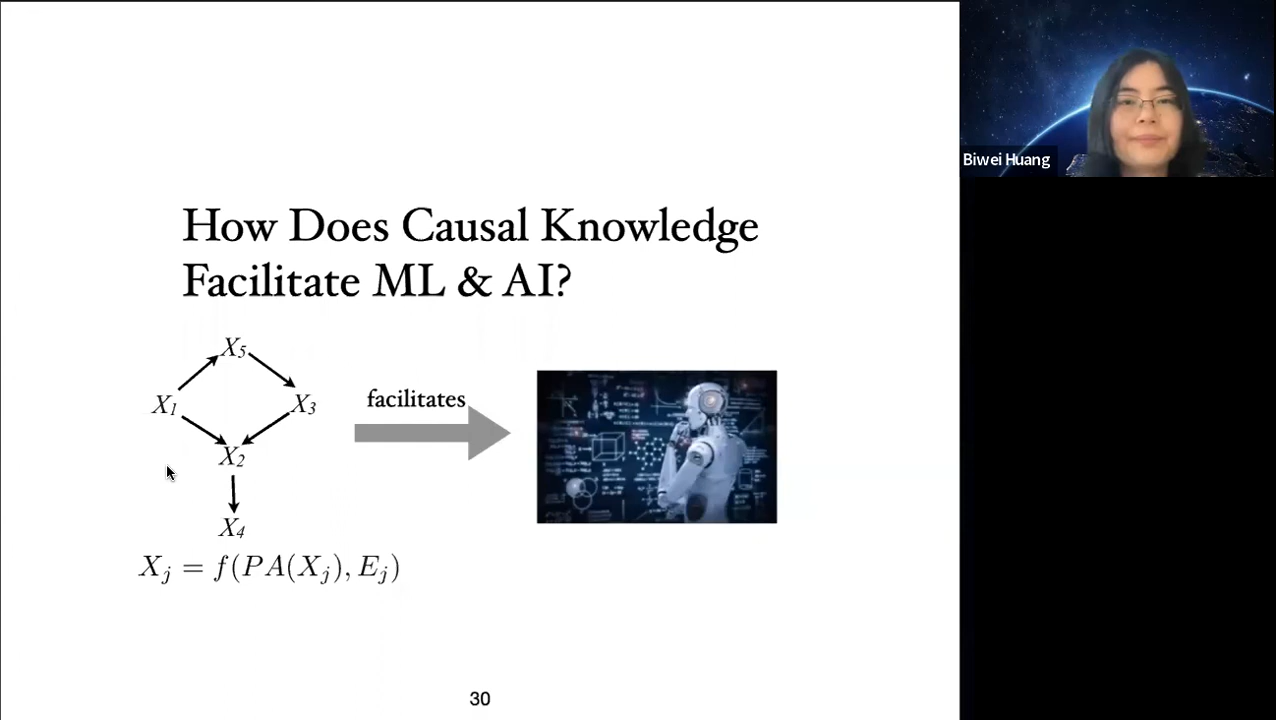 How Does Causal Knowledge
Facilitate ML & AI?
X5
X1
X3
X2
X4
facilitates
Xj = f(PA(Xj), Ej)
30
Biwei Huang